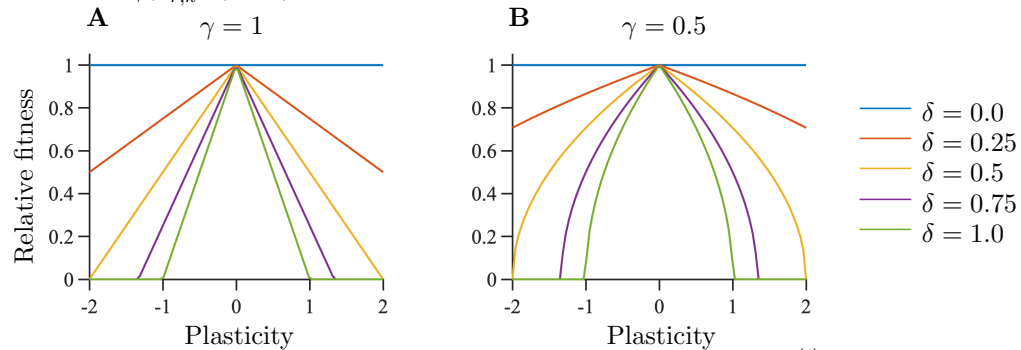 A
γ = 1
Relative fitness
1
0.8
0.6
0.4
0.2
0
-2 -1 0 1 2
Plasticity
B
γ = 0.5
1
0.8
0.6
0.4
0.2
0
-2 -1 0 1 2
Plasticity
δ = 0.0
δ = 0.25
δ = 0.5
δ = 0.75
δ = 1.0